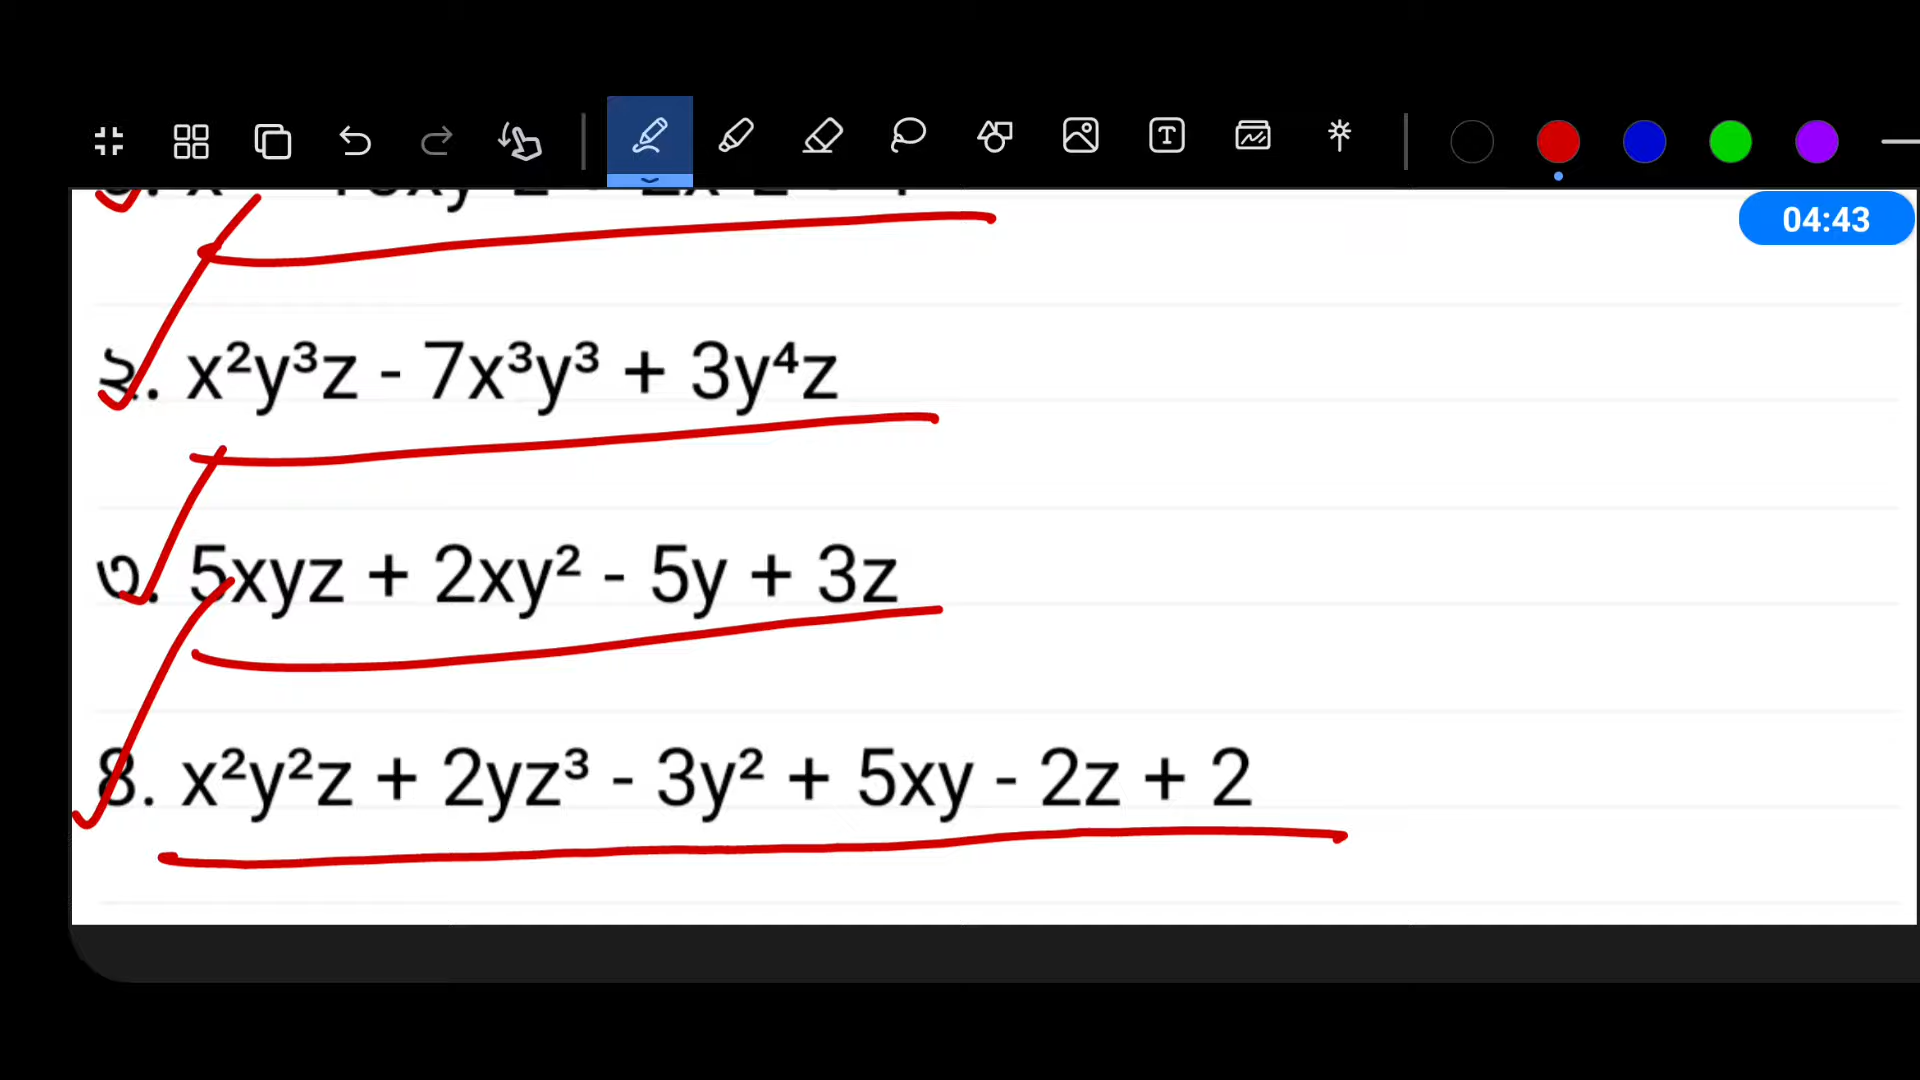 04:43
২. x²y³z - 7x³y³ + 3y⁴z
৩. 5xyz + 2xy² - 5y + 3z
৪. x²y²z + 2yz³ - 3y² + 5xy - 2z + 2